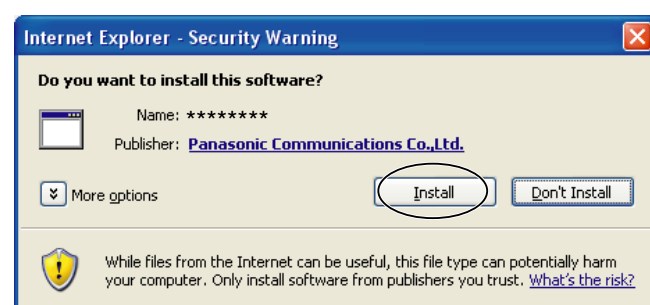 Internet Explorer - Security Warning
Do you want to install this software?
Name: ********
Publisher: Panasonic Communications Co.,Ltd.
More options
Install
Don't Install
While files from the Internet can be useful, this file type can potentially harm
your computer. Only install software from publishers you trust. What's the risk?